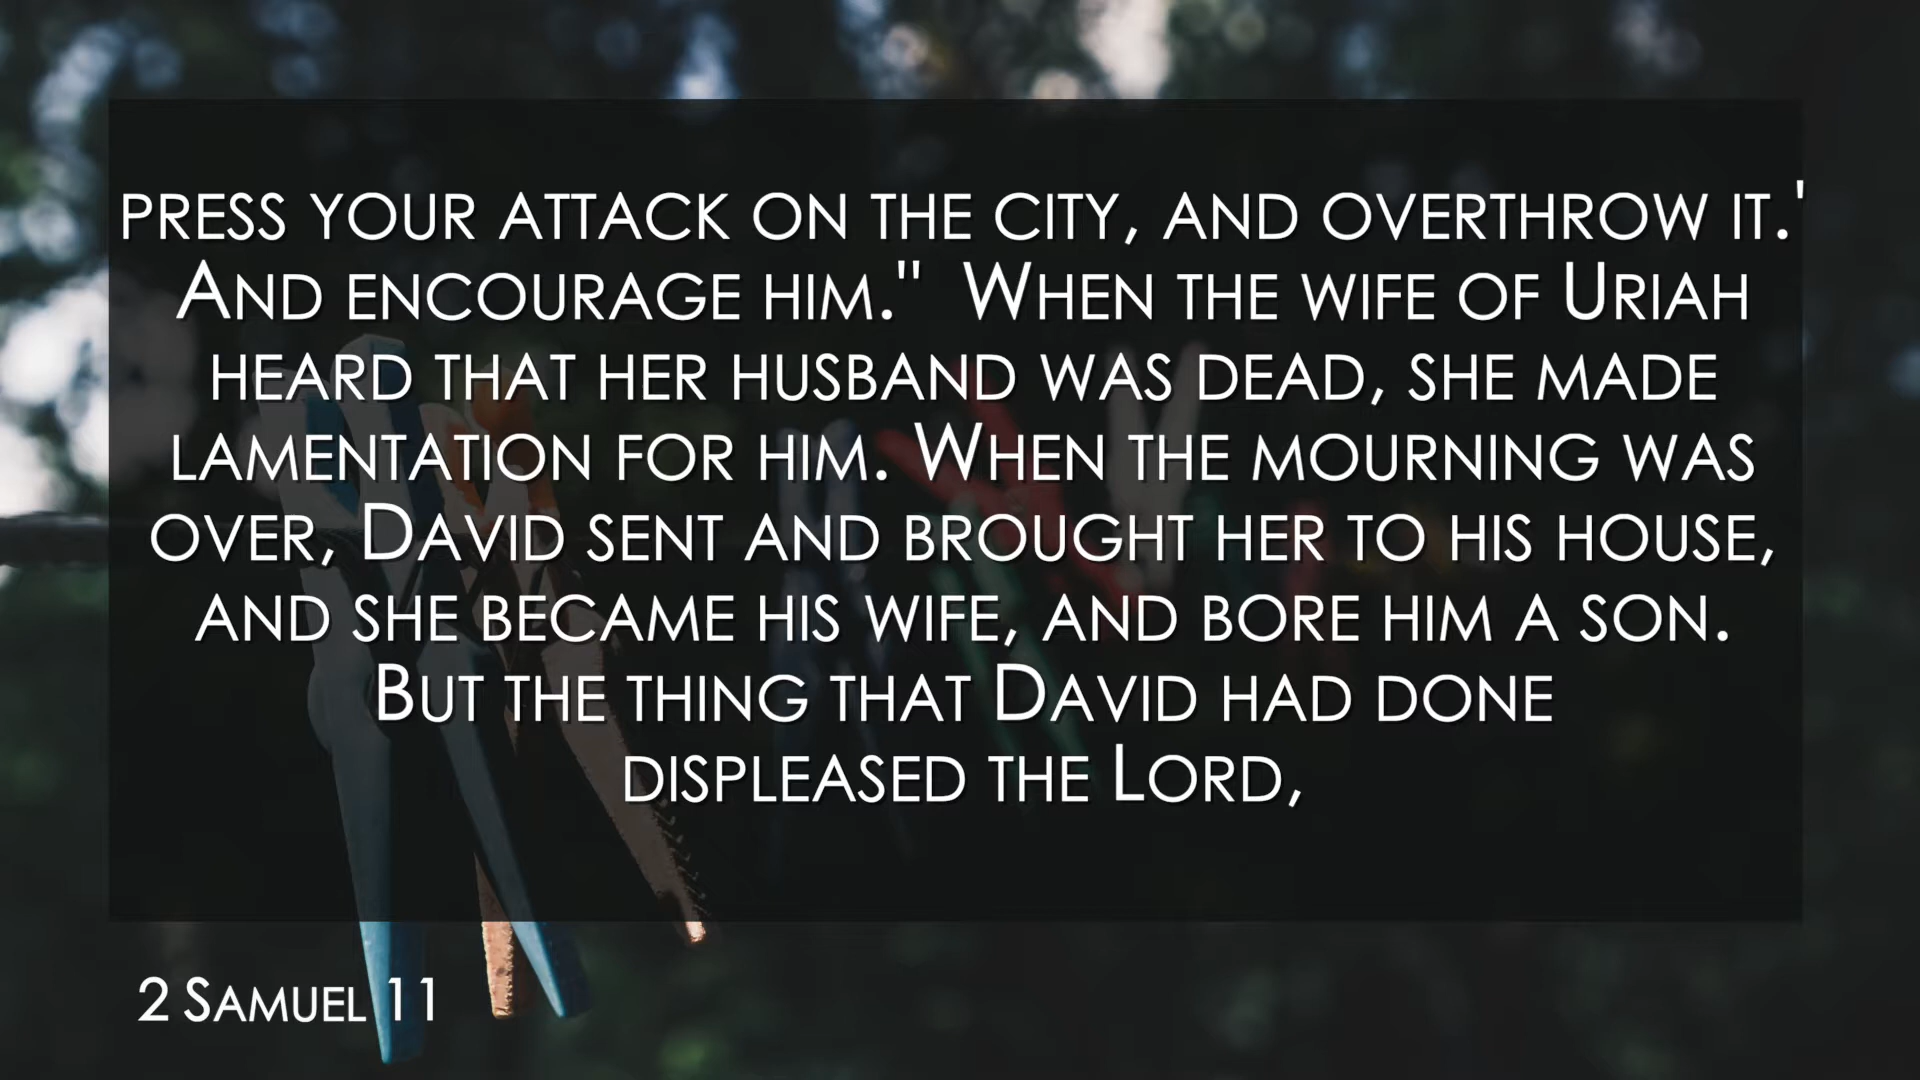 press your attack on the city, and overthrow it.'
And encourage him."  When the wife of Uriah
heard that her husband was dead, she made
lamentation for him. When the mourning was
over, David sent and brought her to his house,
and she became his wife, and bore him a son.
But the thing that David had done
displeased the Lord,
2 Samuel 11